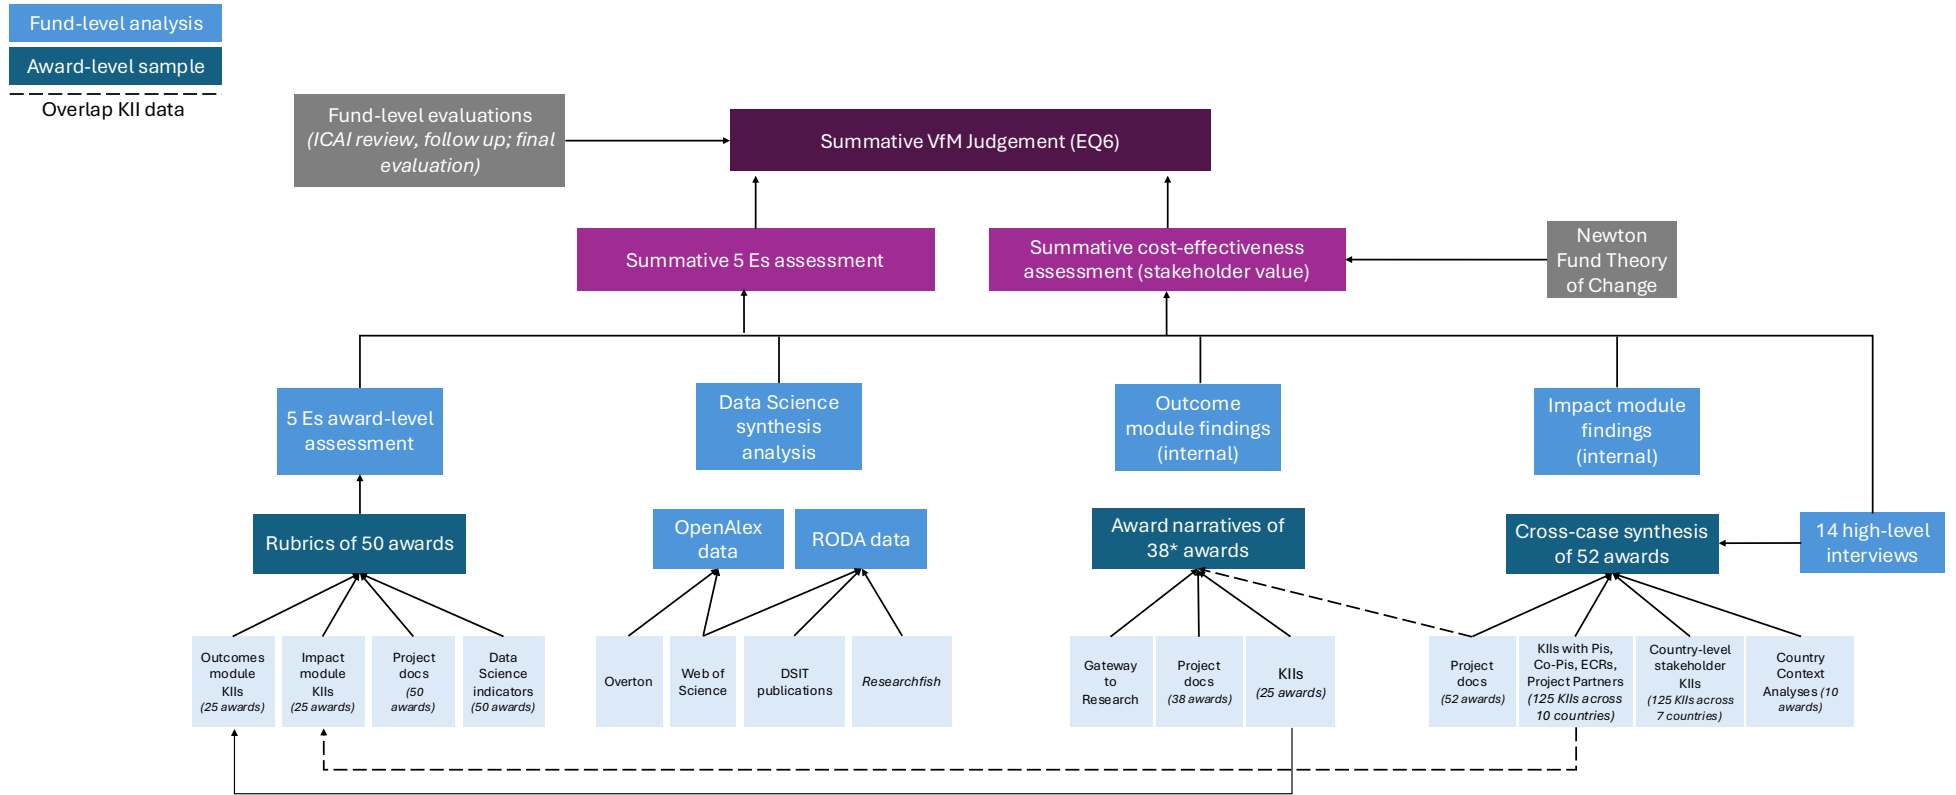 Fund-level analysis
Award-level sample
Overlap KII data
Fund-level evaluations
(ICAI review, follow up; final
evaluation)
Summative VfM Judgement (EQ6)
Summative 5 Es assessment
Summative cost-effectiveness
assessment (stakeholder value)
Newton
Fund Theory
of Change
5 Es award-level
assessment
Data Science
synthesis
analysis
Outcome
module findings
(internal)
Impact module
findings
(internal)
Rubrics of 50 awards
OpenAlex
data
RODA data
Award narratives of
38* awards
Cross-case synthesis
of 52 awards
14 high-level
interviews
Outcomes
module
KIIs
(25 awards)
Impact
module
KIIs
(25 awards)
Project
docs
(50
awards)
Data
Science
indicators
(50 awards)
Overton
Web of
Science
DSIT
publications
Researchfish
Gateway
to
Research
Project
docs
(38 awards)
KIIs
(25 awards)
Project
docs
(52 awards)
KIIs with Pis,
Co-Pis, ECRs,
Project Partners
(125 KIIs across
10 countries)
Country-level
stakeholder
KIIs
(125 KIIs across
7 countries)
Country
Context
Analyses (10
awards)